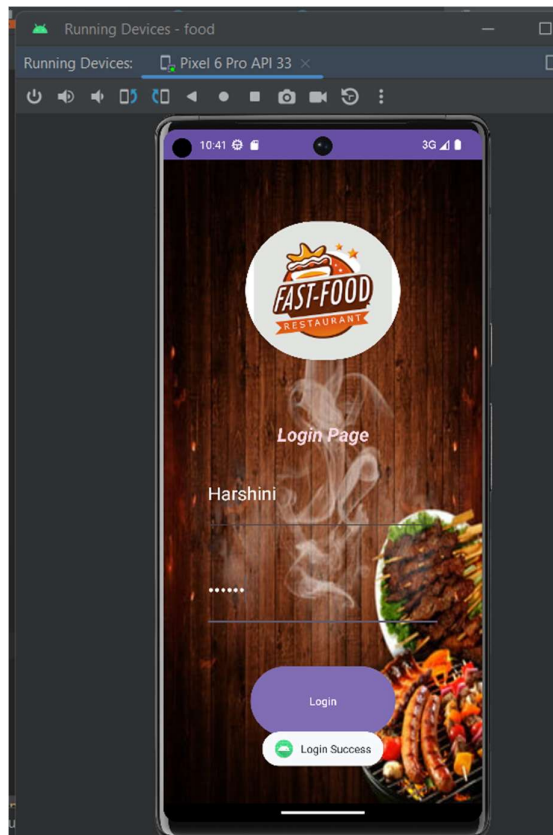 Running Devices - food
Running Devices:
Pixel 6 Pro API 33
10:41
3G
FAST-FOOD
RESTAURANT
Login Page
Harshini
••••••
Login
Login Success